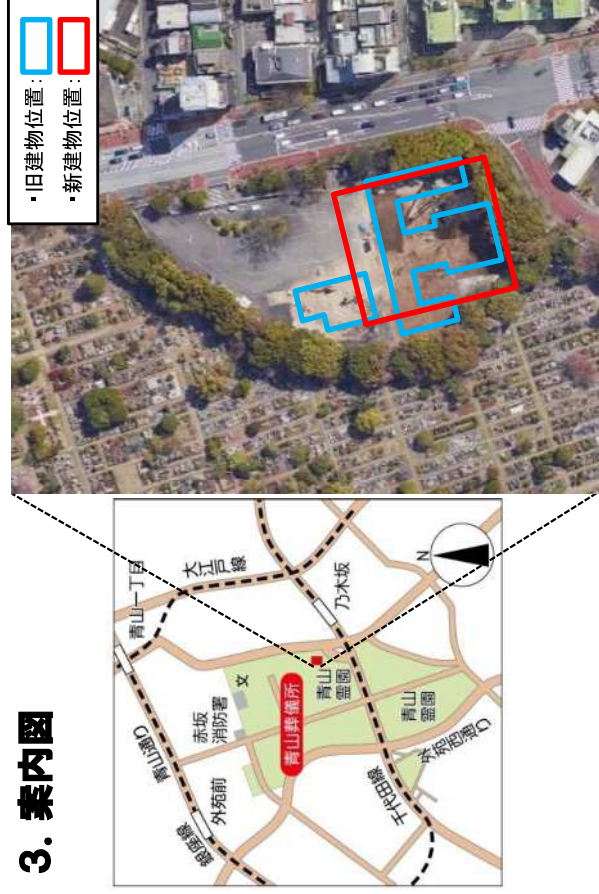 3. 案内図
・旧建物位置:
・新建物位置:
青山一丁目
大江戸線
青山通り
銀座線
外苑前
赤坂
消防署
文
青山葬儀所
青山
霊園
乃木坂
青山
霊園
千代田線
外苑西通り
N